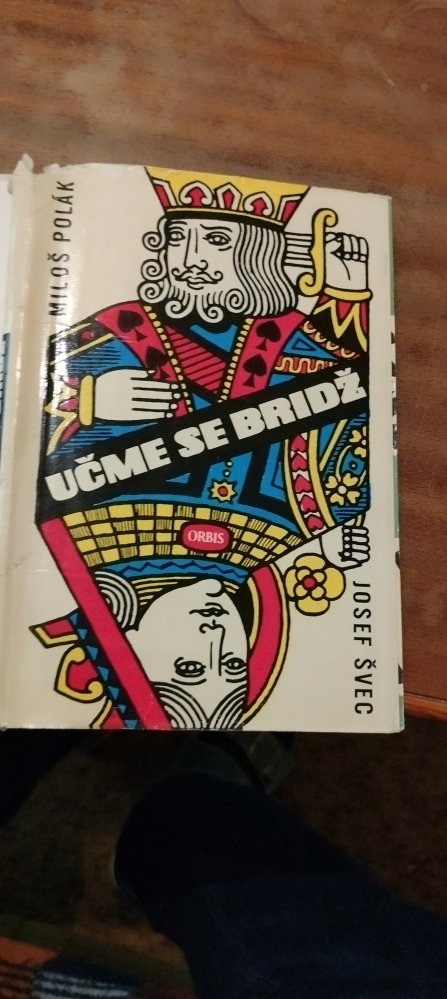 MILOŠ POLÁK
UČME SE BRIDŽ
ORBIS
JOSEF ŠVEC